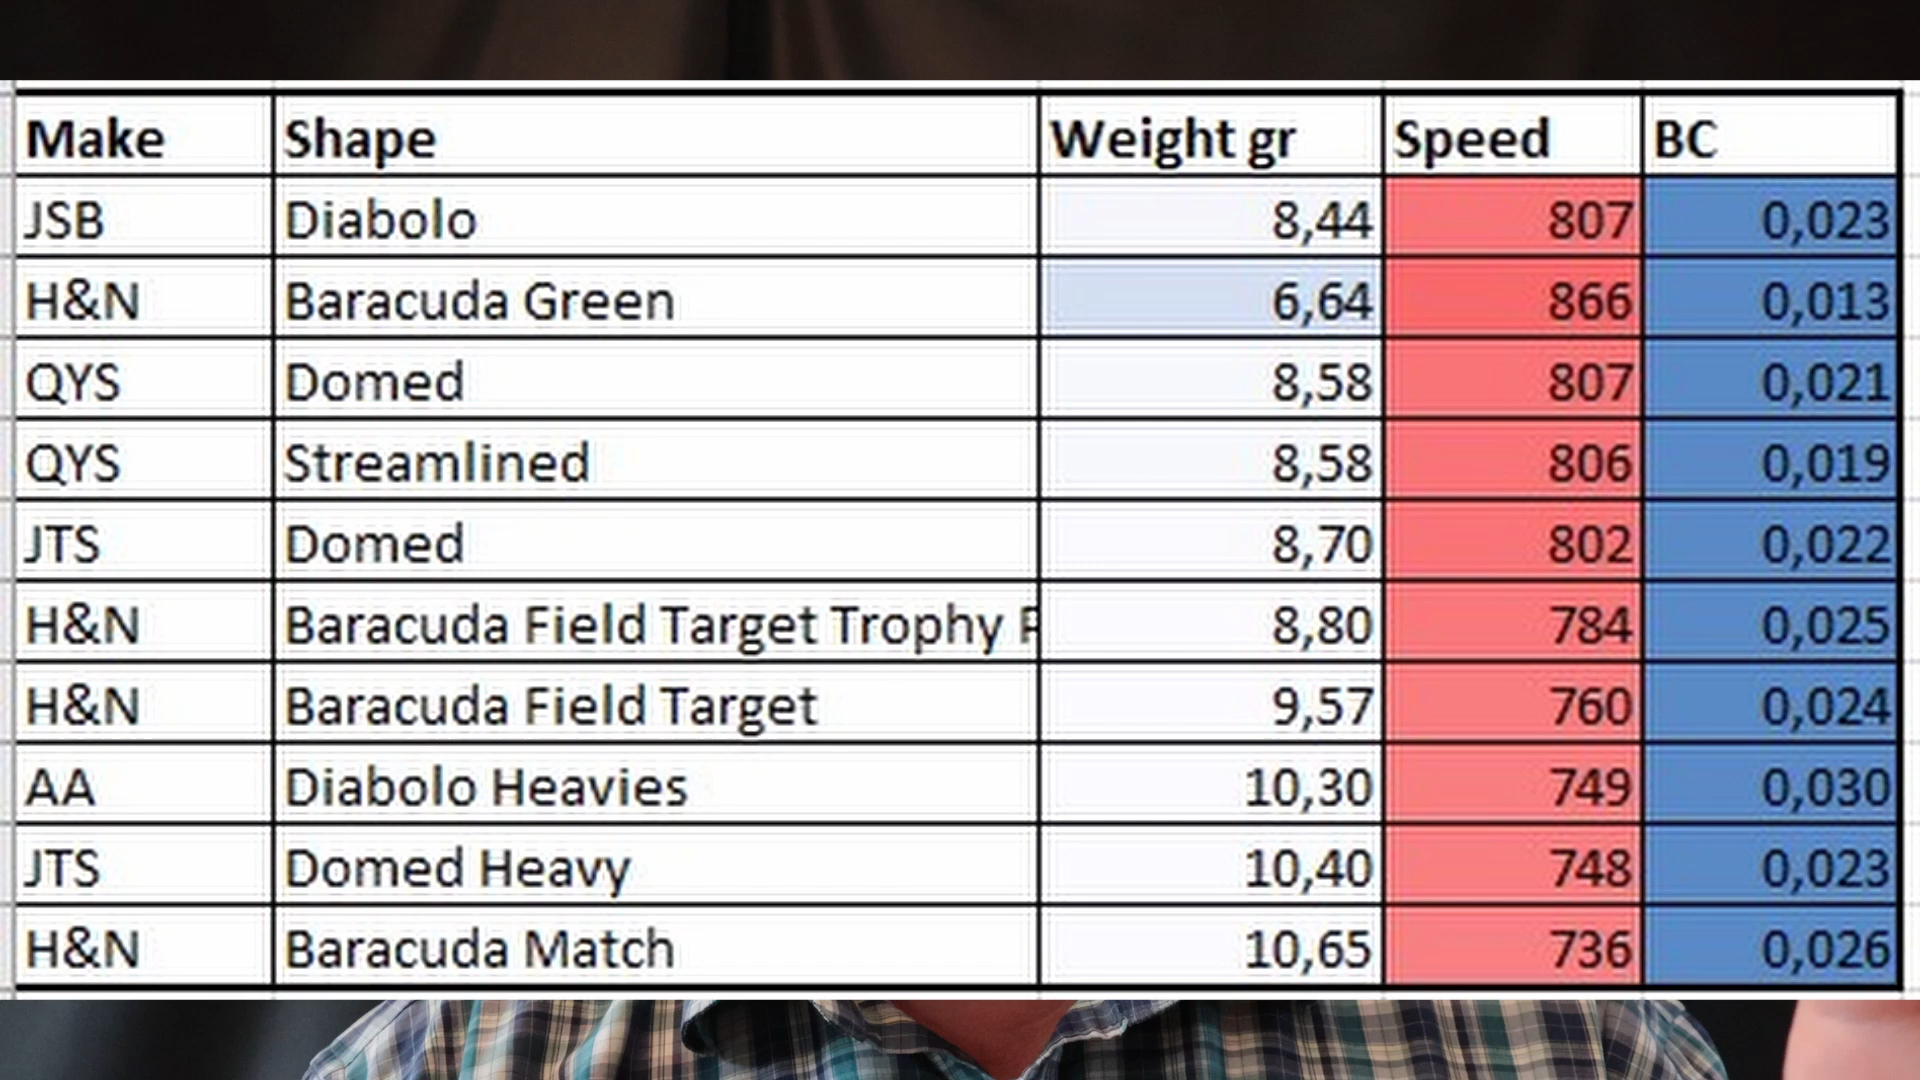 Make Shape Weight gr Speed BC
JSB Diabolo 8,44 807 0,023
H&N Baracuda Green 6,64 866 0,013
QYS Domed 8,58 807 0,021
QYS Streamlined 8,58 806 0,019
JTS Domed 8,70 802 0,022
H&N Baracuda Field Target Trophy 8,80 784 0,025
H&N Baracuda Field Target 9,57 760 0,024
AA Diabolo Heavies 10,30 749 0,030
JTS Domed Heavy 10,40 748 0,023
H&N Baracuda Match 10,65 736 0,026